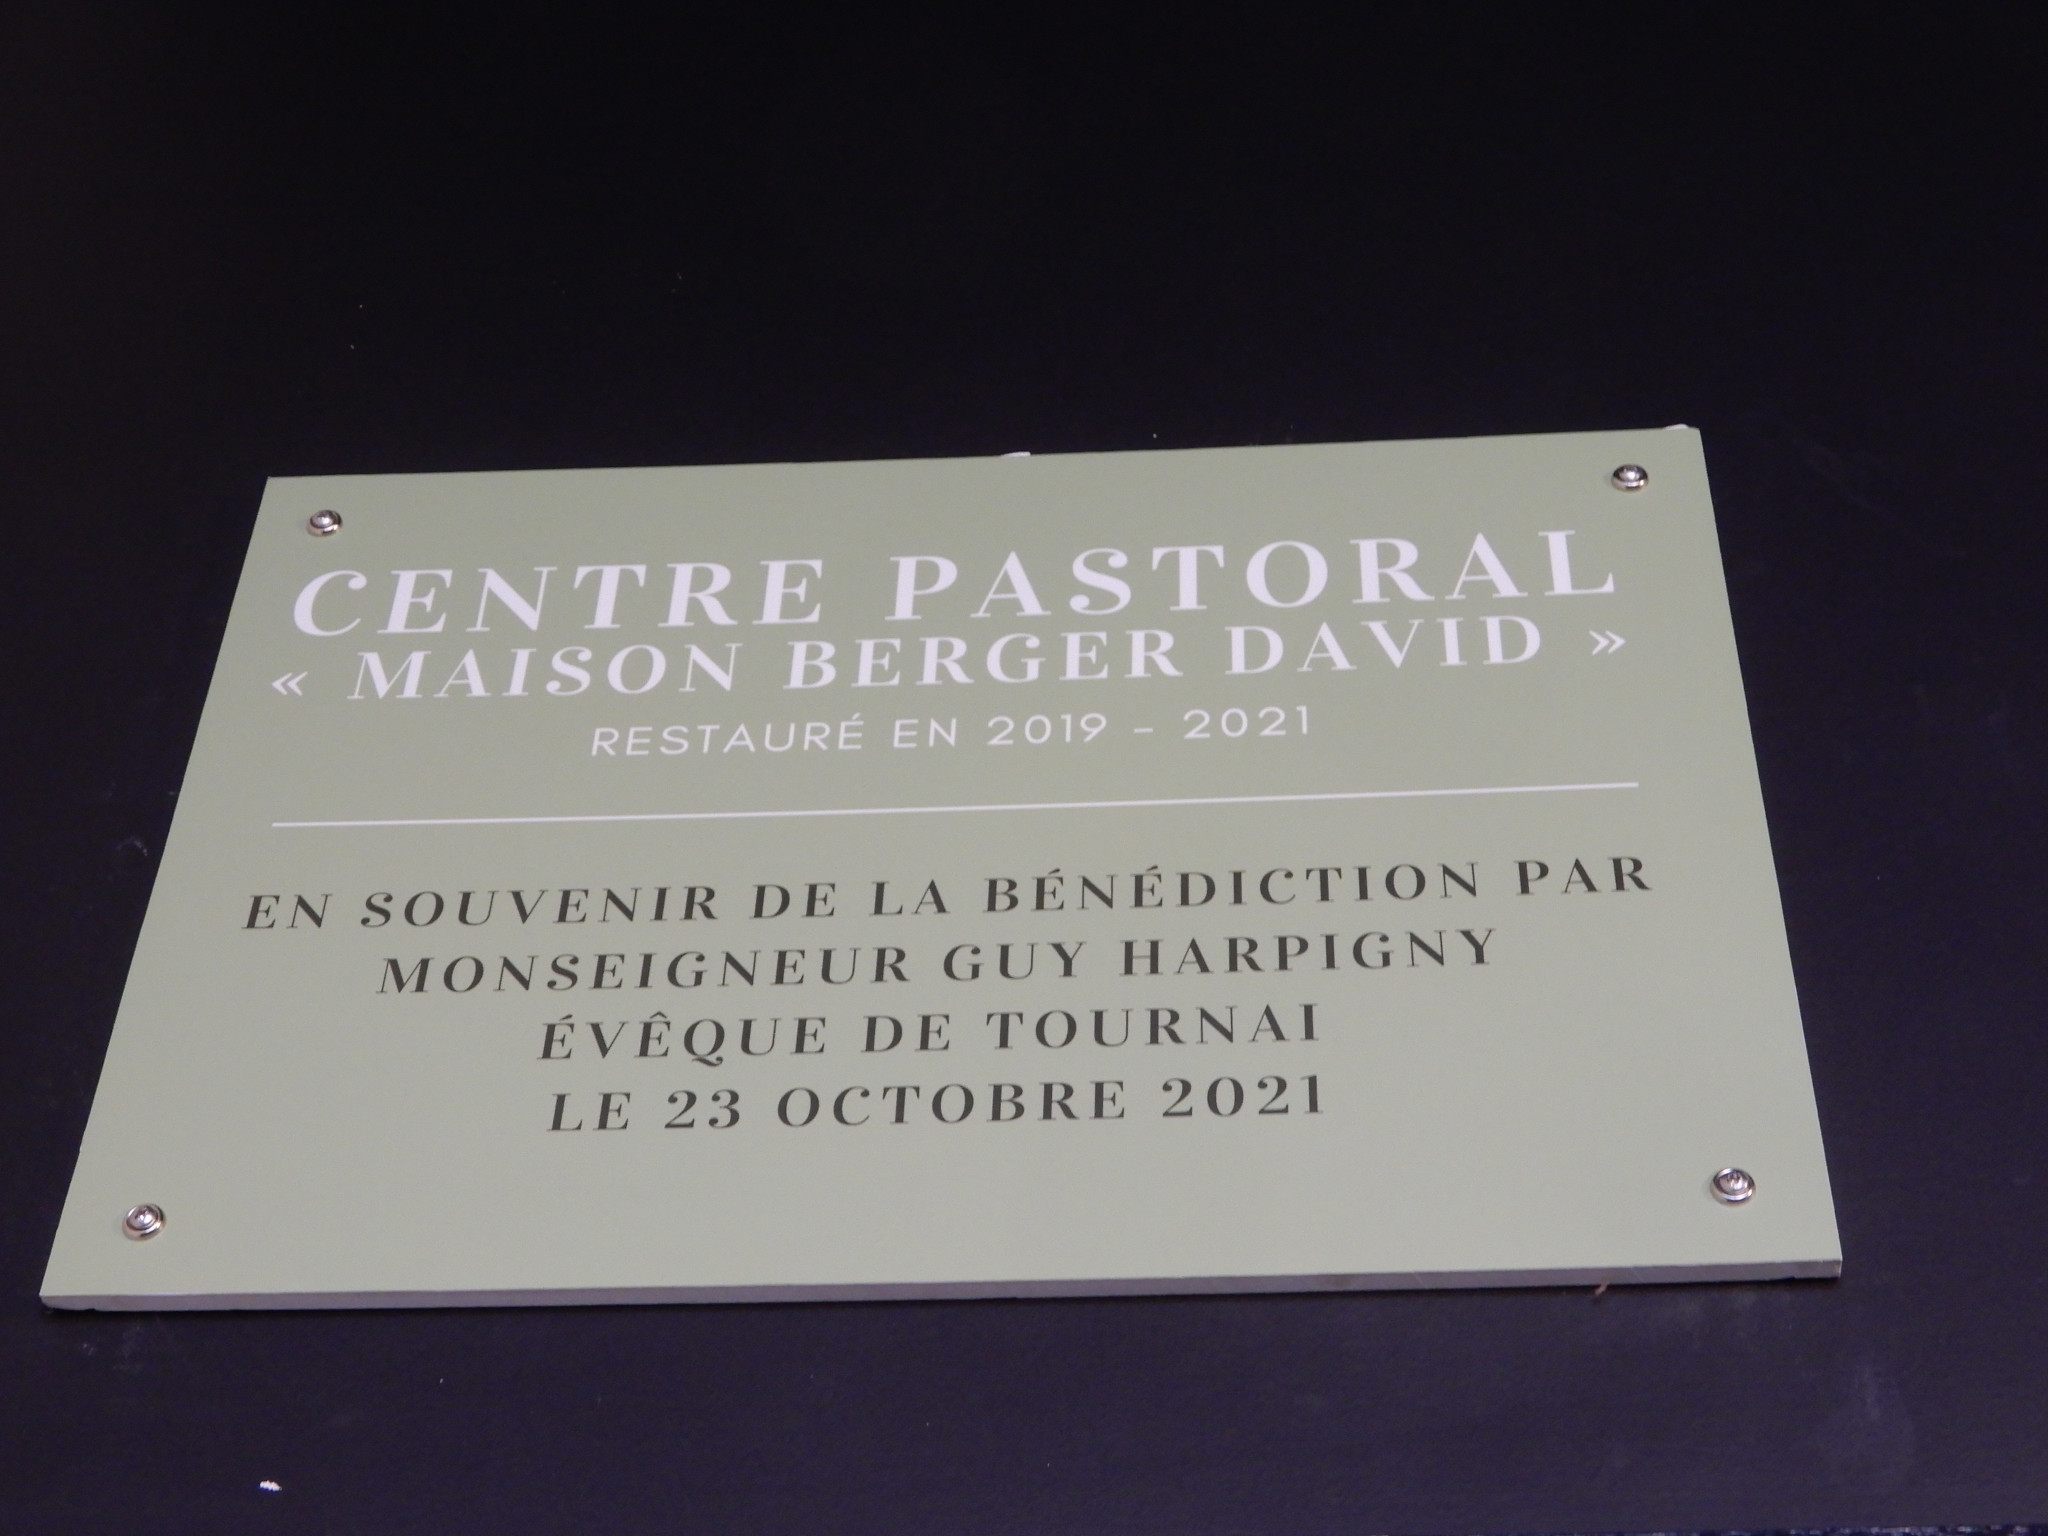 CENTRE PASTORAL
« MAISON BERGER DAVID »
RESTAURÉ EN 2019 - 2021
EN SOUVENIR DE LA BÉNÉDICTION PAR
MONSEIGNEUR GUY HARPIGNY
ÉVÊQUE DE TOURNAI
LE 23 OCTOBRE 2021